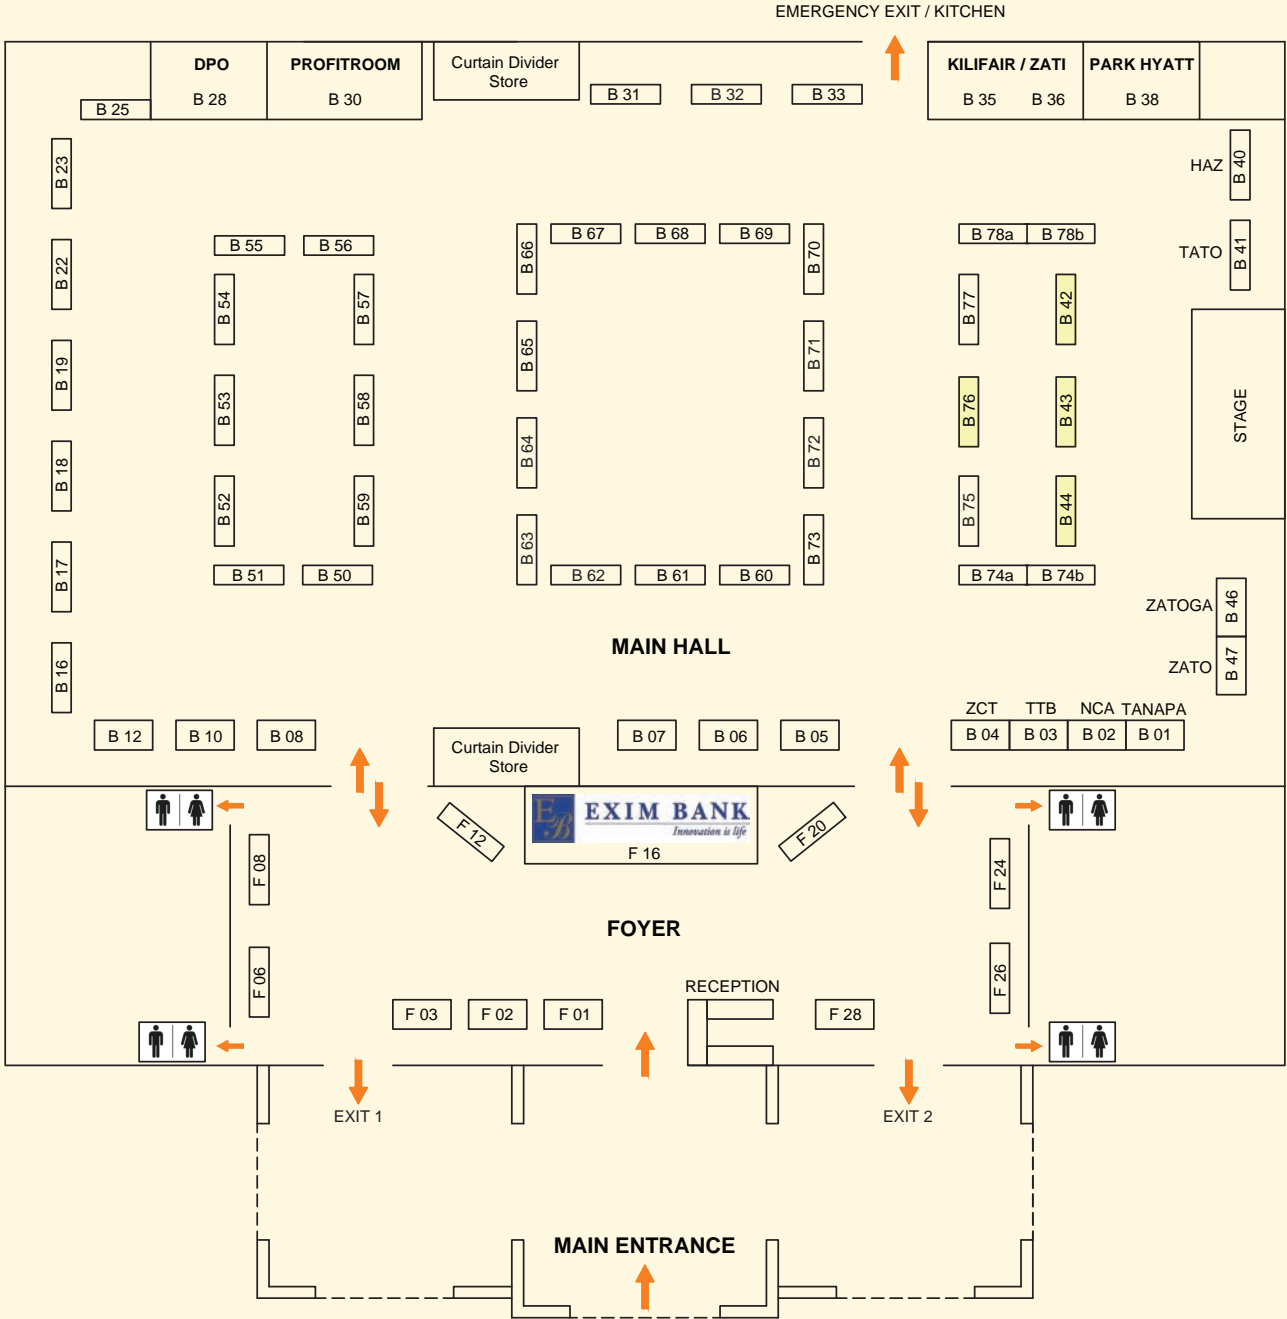 EMERGENCY EXIT / KITCHEN
DPO
B 28
PROFITROOM
B 30
Curtain Divider
Store
B 31
B 32
B 33
KILIFAIR / ZATI
B 35
B 36
PARK HYATT
B 38
B 25
B 23
B 22
B 19
B 18
B 17
B 16
B 55
B 56
B 54
B 57
B 53
B 58
B 52
B 59
B 51
B 50
B 66
B 67
B 68
B 69
B 70
B 65
B 71
B 64
B 72
B 63
B 73
B 62
B 61
B 60
B 78a
B 78b
B 77
B 42
B 76
B 43
B 75
B 44
B 74a
B 74b
HAZ
B 40
TATO
B 41
STAGE
ZATOGA
B 46
ZATO
B 47
MAIN HALL
B 12
B 10
B 08
Curtain Divider
Store
B 07
B 06
B 05
ZCT
TTB
NCA
TANAPA
B 04
B 03
B 02
B 01
F 12
EB
EXIM BANK
Innovation is life
F 16
F 20
F 08
F 24
FOYER
F 06
F 26
F 03
F 02
F 01
RECEPTION
F 28
EXIT 1
EXIT 2
MAIN ENTRANCE